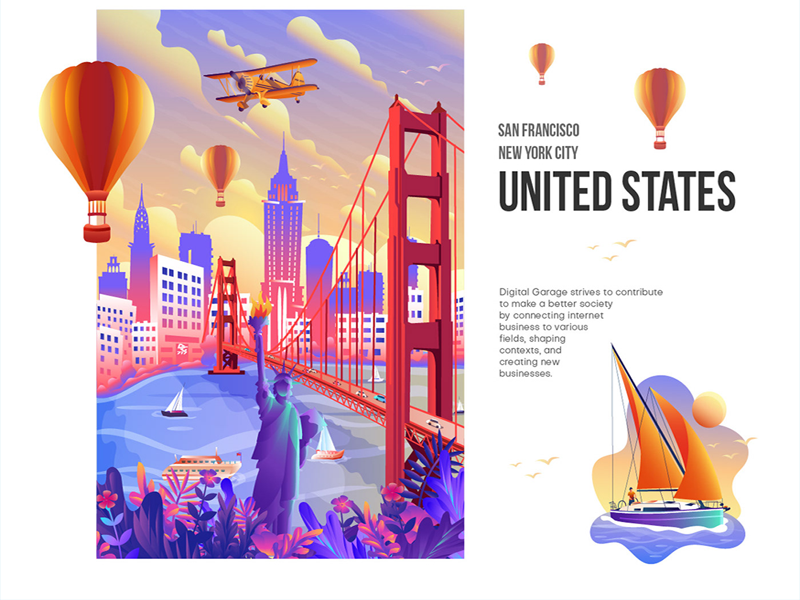 SAN FRANCISCO
NEW YORK CITY
UNITED STATES
Digital Garage strives to contribute
to make a better society
by connecting internet
business to various
fields, shaping
contexts, and
creating new
businesses.